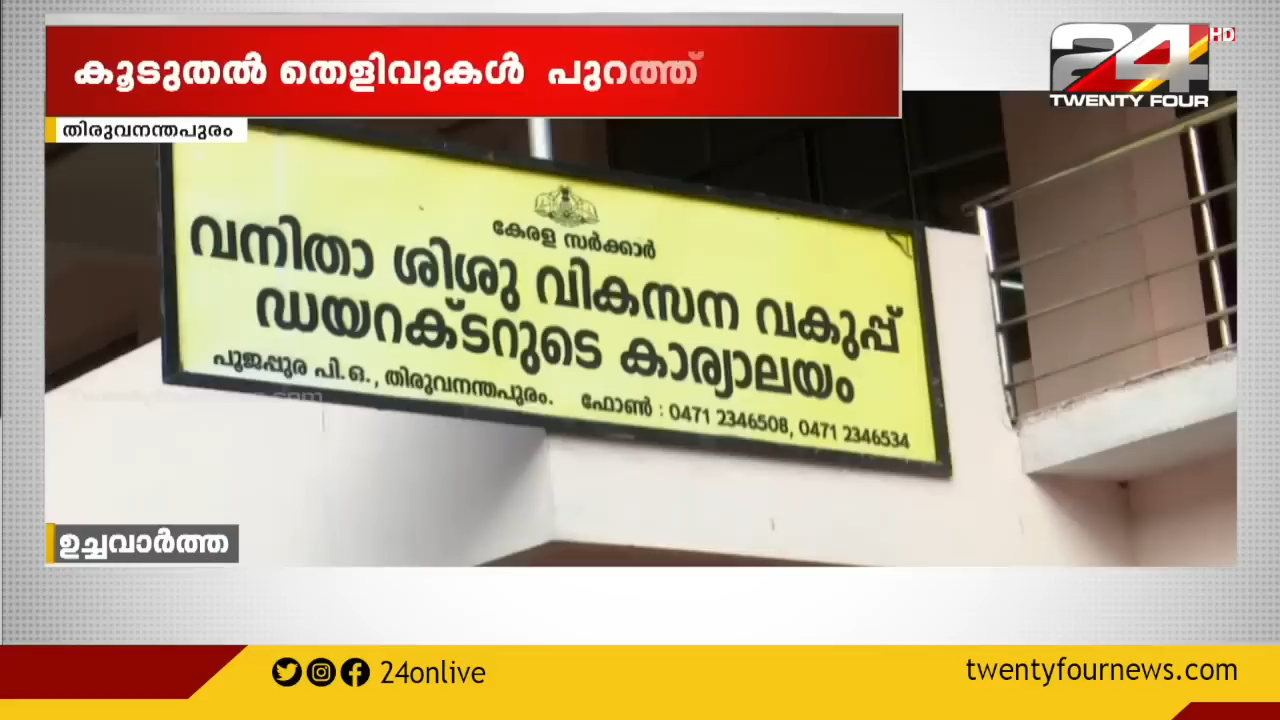 കൂടുതൽ തെളിവുകൾ പുറത്ത്
24 HD
TWENTY FOUR
തിരുവനന്തപുരം
കേരള സർക്കാർ
വനിതാ ശിശു വികസന വകുപ്പ്
ഡയറക്ടറുടെ കാര്യാലയം
പൂജപ്പുര പി.ഒ., തിരുവനന്തപുരം. ഫോൺ : 0471 2346508, 0471 2346534
ഉച്ചവാർത്ത
24onlive
twentyfournews.com